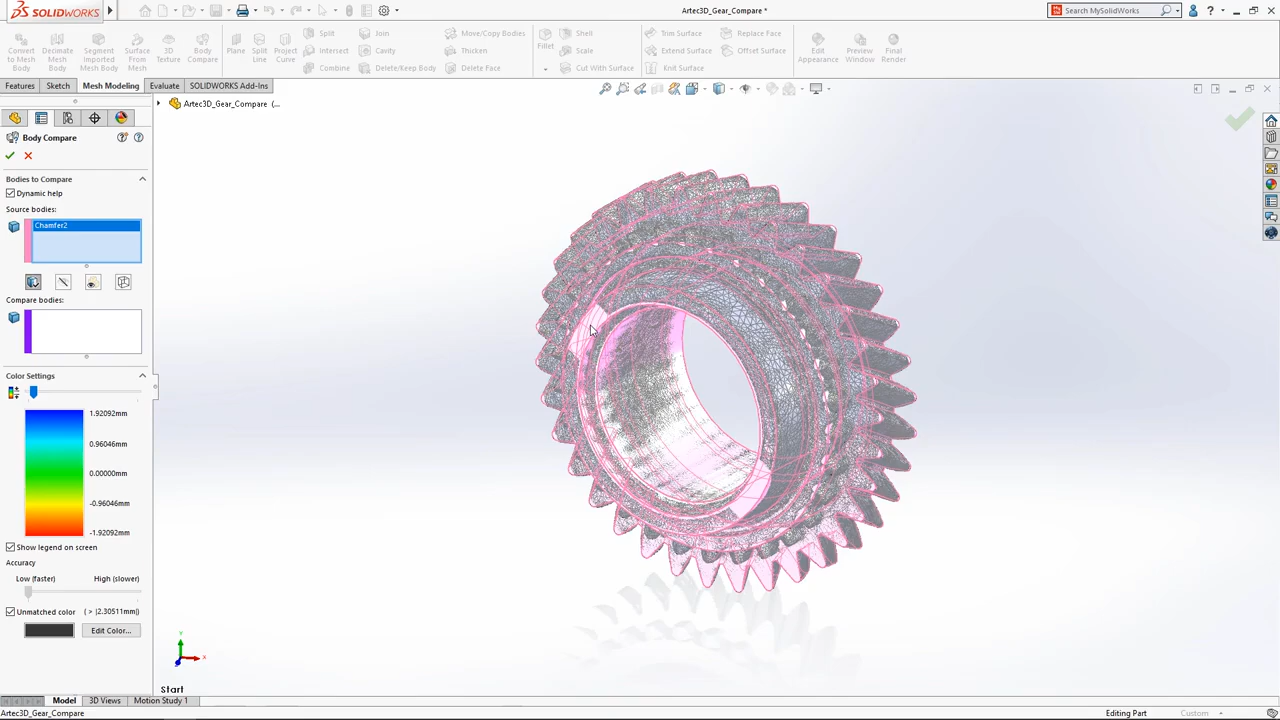 SOLIDWORKS
Artec3D_Gear_Compare *
Search MySolidWorks
Convert to Mesh Body
Decimate Mesh Body
Segment Imported Mesh Body
Surface From Mesh
3D Texture
Body Compare
Plane
Split Line
Project Curve
Split
Intersect
Combine
Join
Cavity
Delete/Keep Body
Move/Copy Bodies
Thicken
Delete Face
Fillet
Shell
Scale
Cut With Surface
Trim Surface
Extend Surface
Knit Surface
Replace Face
Offset Surface
Edit Appearance
Preview Window
Final Render
Features
Sketch
Mesh Modeling
Evaluate
SOLIDWORKS Add-Ins
Artec3D_Gear_Compare (...
Body Compare
Bodies to Compare
Dynamic help
Source bodies:
Chamfer2
Compare bodies:
Color Settings
1.92092mm
0.96046mm
0.00000mm
-0.96046mm
-1.92092mm
Show legend on screen
Accuracy
Low (faster) High (slower)
Unmatched color ( > |2.30511mm|)
Edit Color...
Y
X
Z
Start
Model
3D Views
Motion Study 1
Artec3D_Gear_Compare
Editing Part
Custom